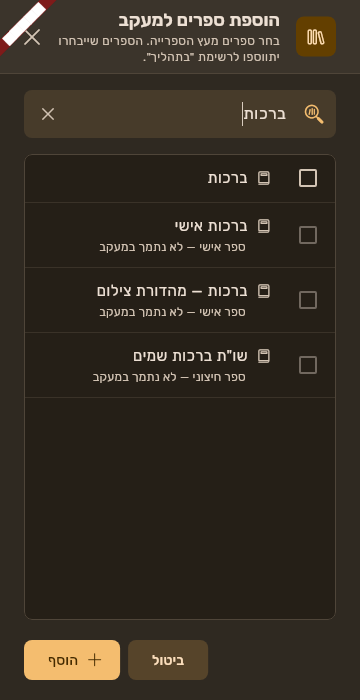 הוספת ספרים למעקב
בחר ספרים מעץ הספרייה. הספרים שייבחרו
יתווספו לרשימת "בתהליך".
ברכות
ברכות
ברכות אישי
ספר אישי — לא נתמך במעקב
ברכות — מהדורת צילום
ספר אישי — לא נתמך במעקב
שו"ת ברכות שמים
ספר חיצוני — לא נתמך במעקב
ביטול
הוסף